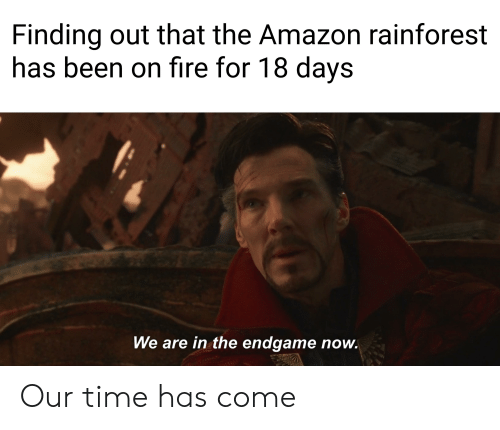 Finding out that the Amazon rainforest
has been on fire for 18 days
We are in the endgame now.
Our time has come